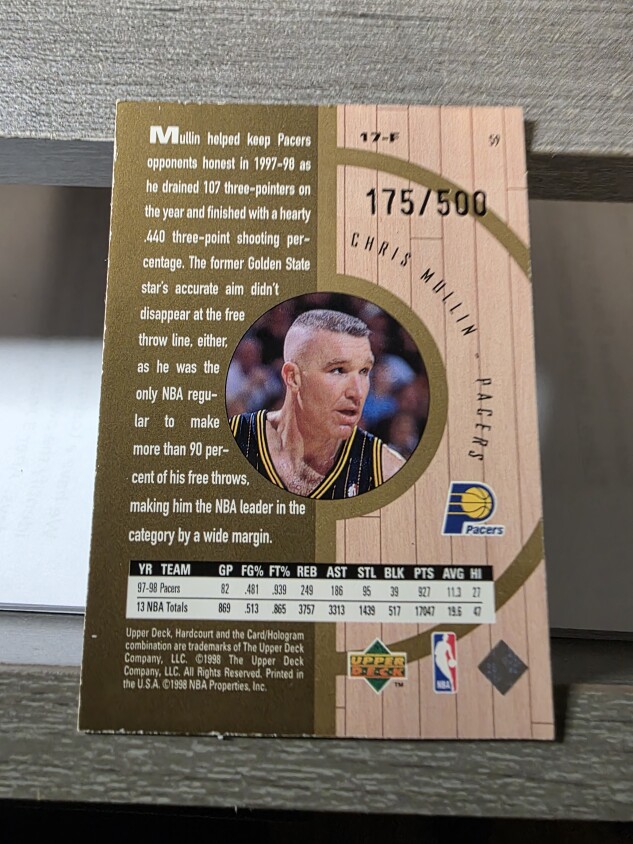 Mullin helped keep Pacers
opponents honest in 1997-98 as
he drained 107 three-pointers on
the year and finished with a hearty
.440 three-point shooting per-
centage. The former Golden State
star's accurate aim didn't
disappear at the free
throw line, either,
as he was the
only NBA regu-
lar to make
more than 90 per-
cent of his free throws,
making him the NBA leader in the
category by a wide margin.
17-F
59
175/500
CHRIS MULLIN - PACERS
Pacers
YR TEAM GP FG% FT% REB AST STL BLK PTS AVG HI
97-98 Pacers 82 .481 .939 249 186 95 39 927 11.3 27
13 NBA Totals 869 .513 .865 3757 3313 1439 517 17047 19.6 47
Upper Deck, Hardcourt and the Card/Hologram
combination are trademarks of The Upper Deck
Company, LLC. ©1998 The Upper Deck
Company, LLC. All Rights Reserved. Printed in
the U.S.A. ©1998 NBA Properties, Inc.
UPPER
DECK
TM
NBA